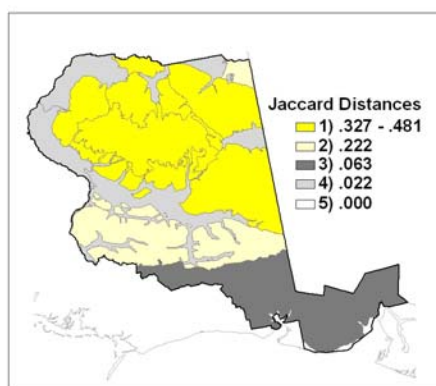 Jaccard Distances
1) .327 - .481
2) .222
3) .063
4) .022
5) .000